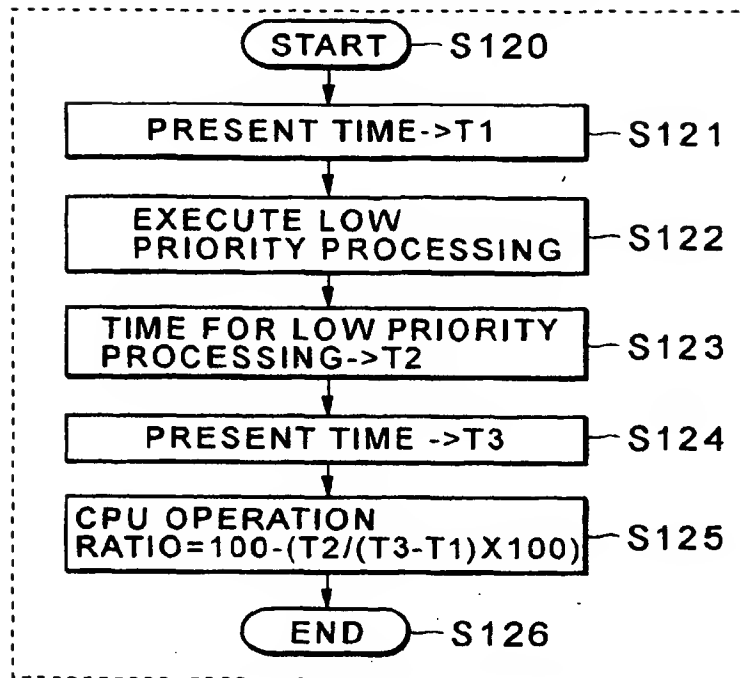 START S120
PRESENT TIME->T1 S121
EXECUTE LOW
PRIORITY PROCESSING S122
TIME FOR LOW PRIORITY
PROCESSING->T2 S123
PRESENT TIME ->T3 S124
CPU OPERATION
RATIO=100-(T2/(T3-T1)X100) S125
END S126